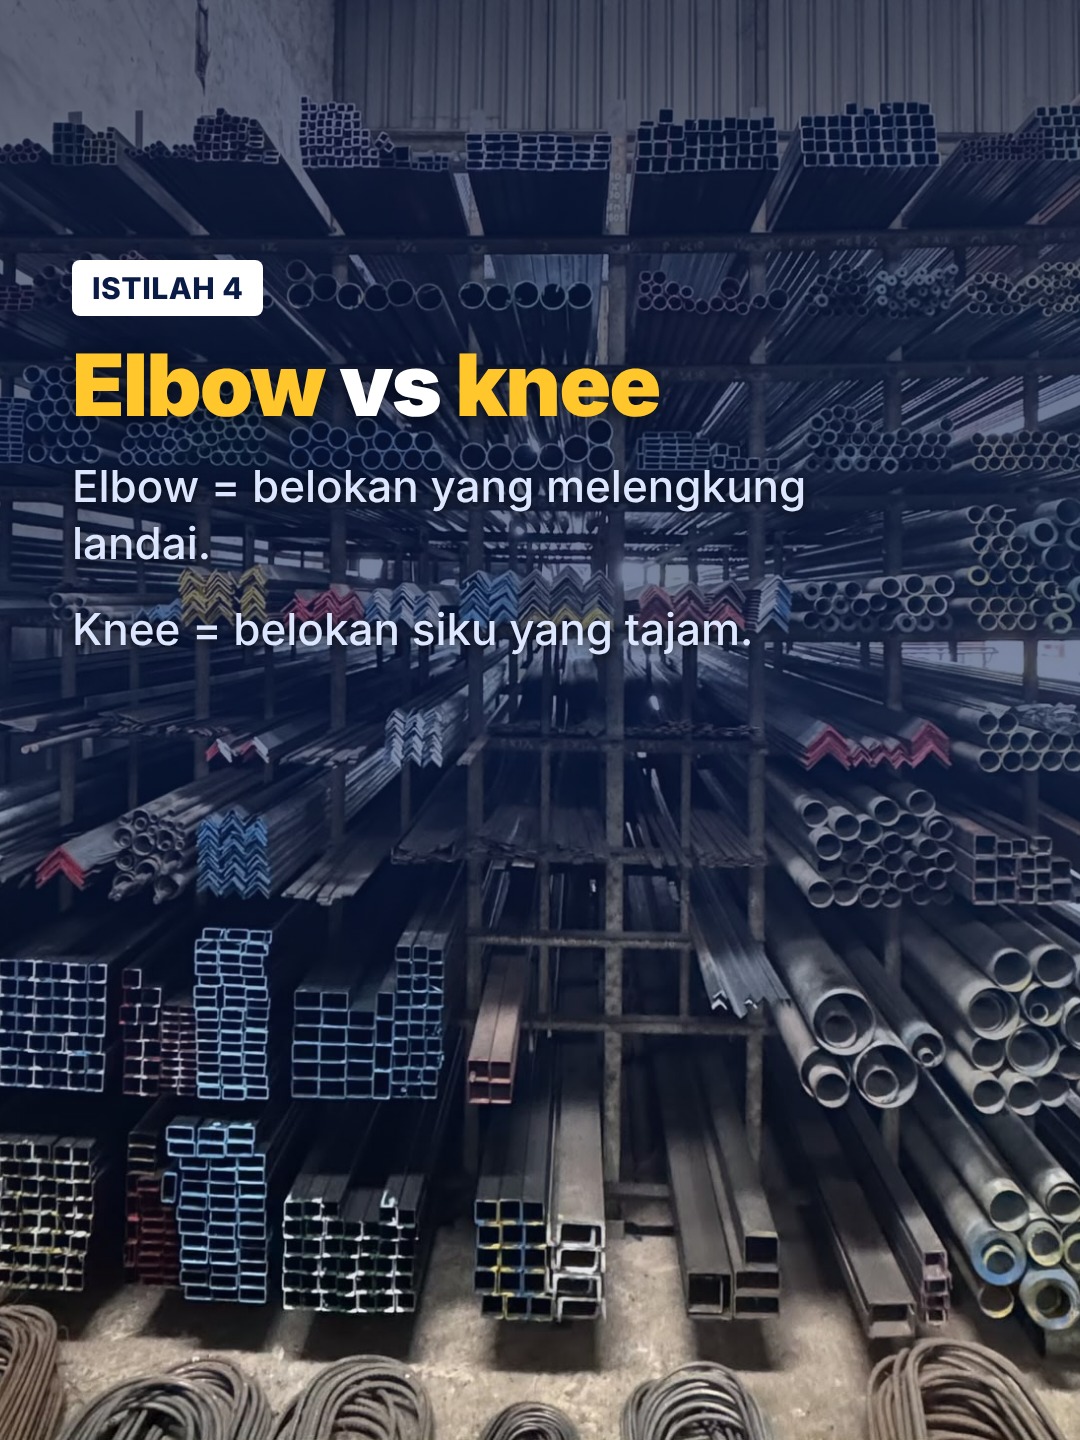 ISTILAH 4
Elbow vs knee
Elbow = belokan yang melengkung
landai.
Knee = belokan siku yang tajam.